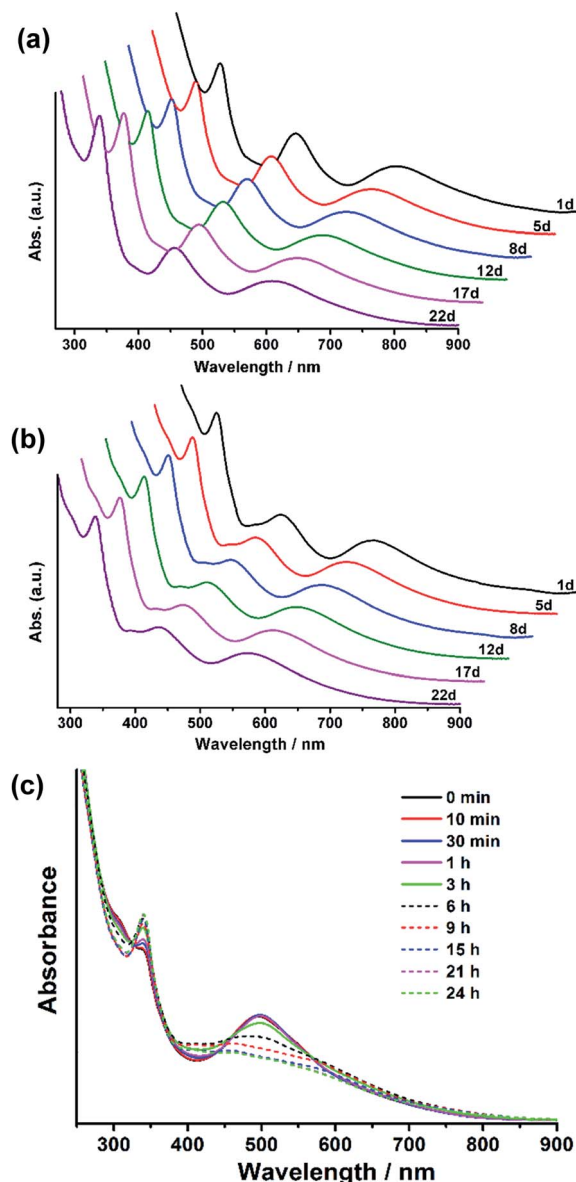 (a)
Abs. (a.u.)
1d
5d
8d
12d
17d
22d
300 400 500 600 700 800 900
Wavelength / nm
(b)
Abs. (a.u.)
1d
5d
8d
12d
17d
22d
300 400 500 600 700 800 900
Wavelength / nm
(c)
Absorbance
0 min
10 min
30 min
1 h
3 h
6 h
9 h
15 h
21 h
24 h
300 400 500 600 700 800 900
Wavelength / nm